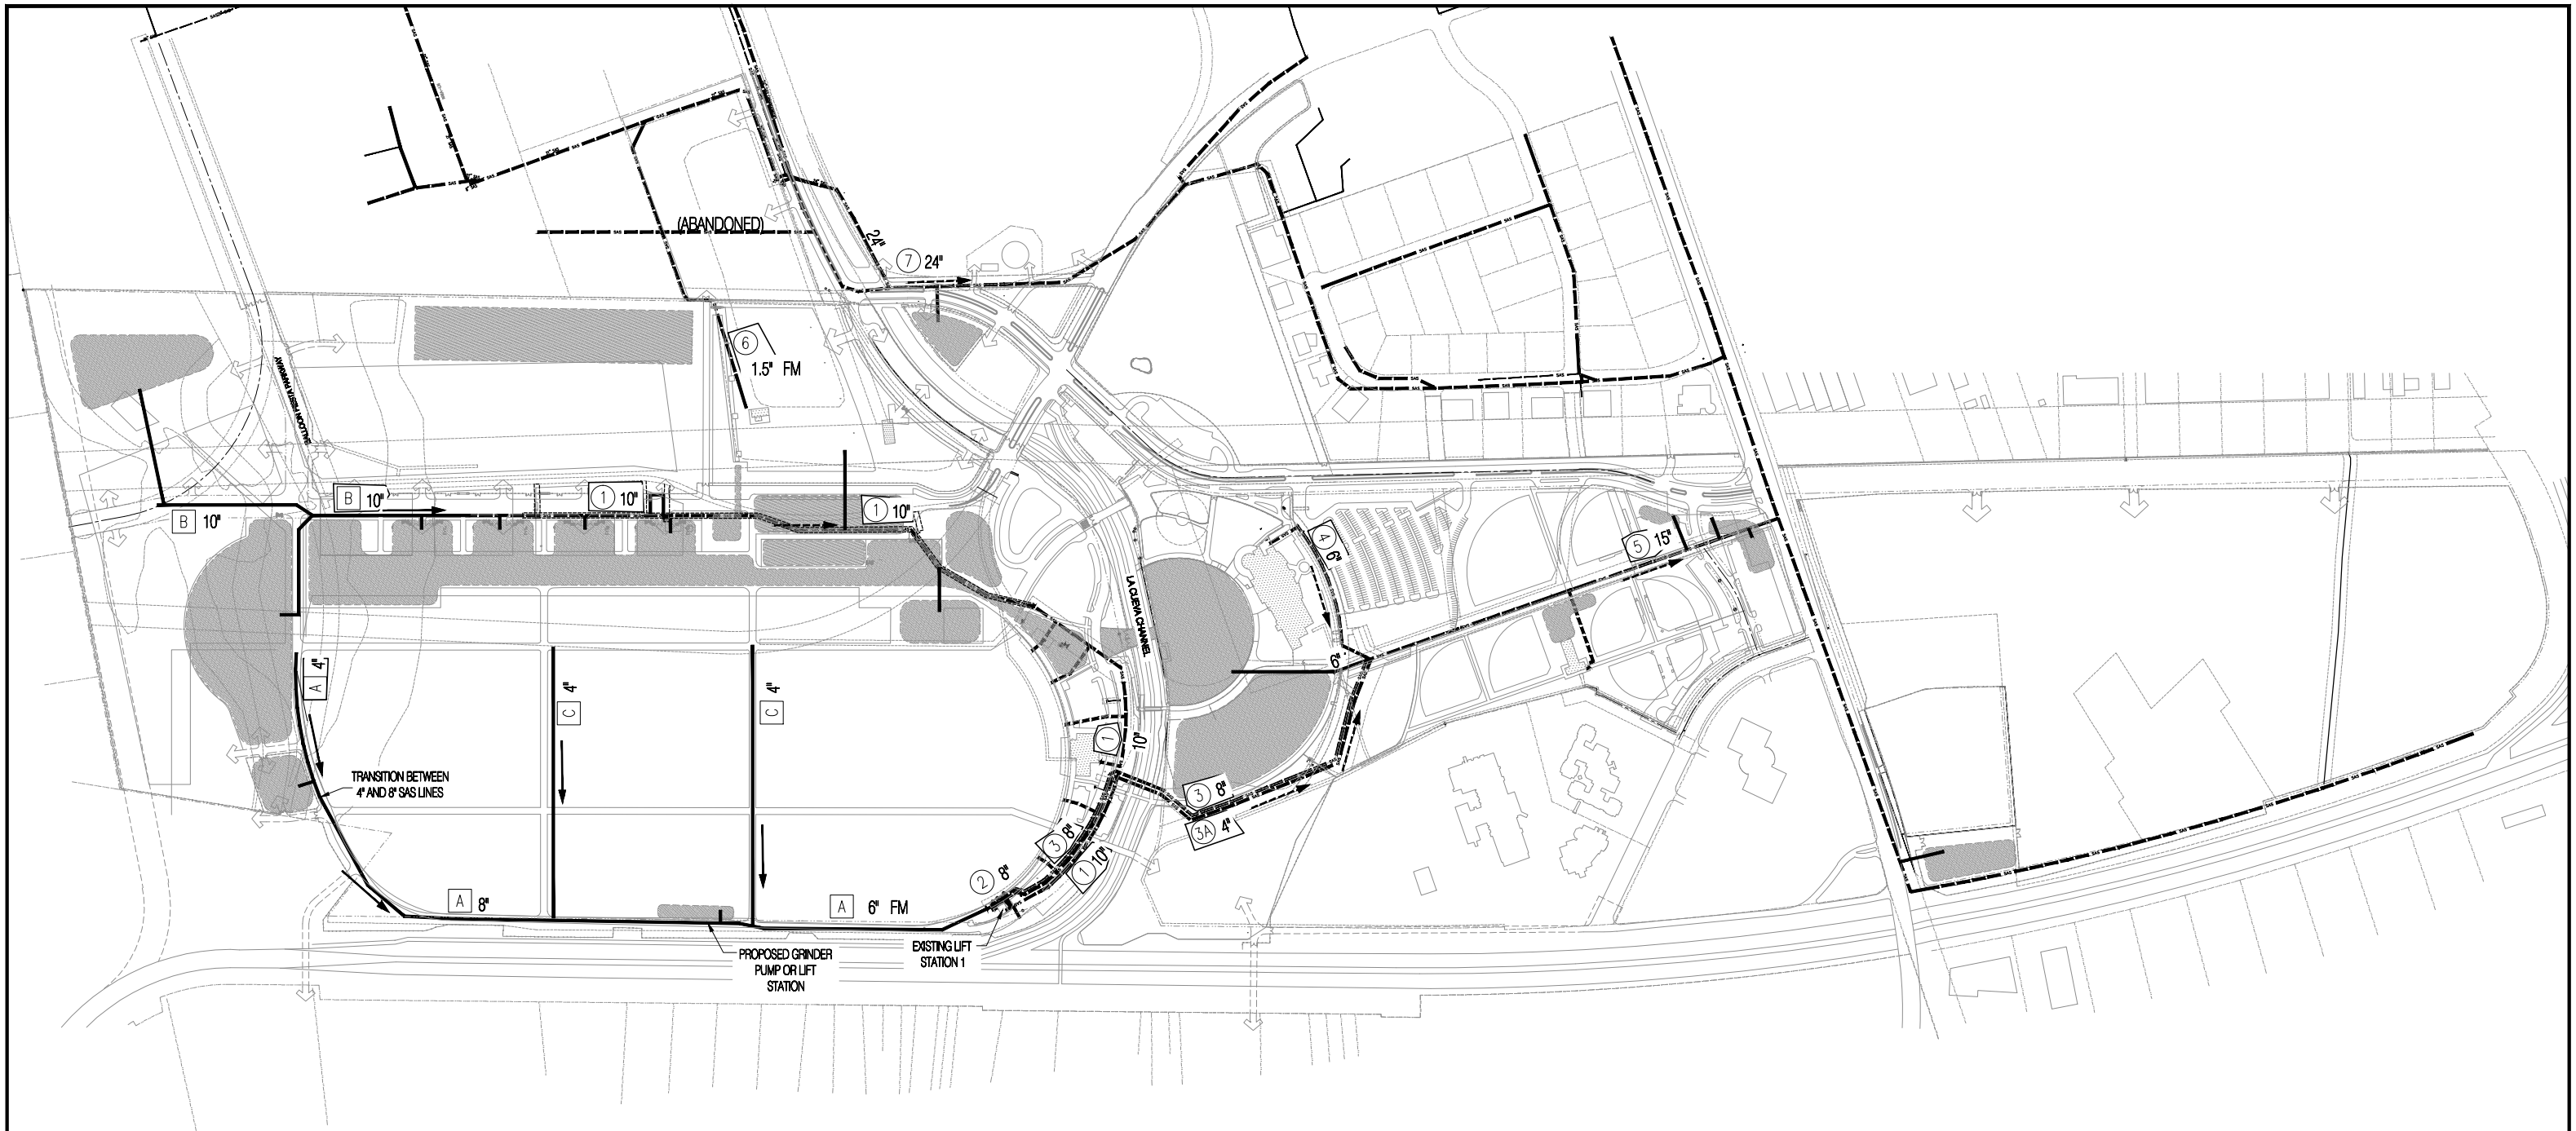 (ABANDONED)
24"
7 24"
6
1.5" FM
BALLOON FIESTA PARKWAY
B 10"
1 10"
1 10"
B 10"
4
6"
5 15"
LA CUEVA CHANNEL
6"
A 4"
C 4"
C 4"
1
10"
TRANSITION BETWEEN
4" AND 8" SAS LINES
3 8"
3A 4"
3 8"
1 10"
2 8"
A 8"
A 6" FM
PROPOSED GRINDER
PUMP OR LIFT
STATION
EXISTING LIFT
STATION 1